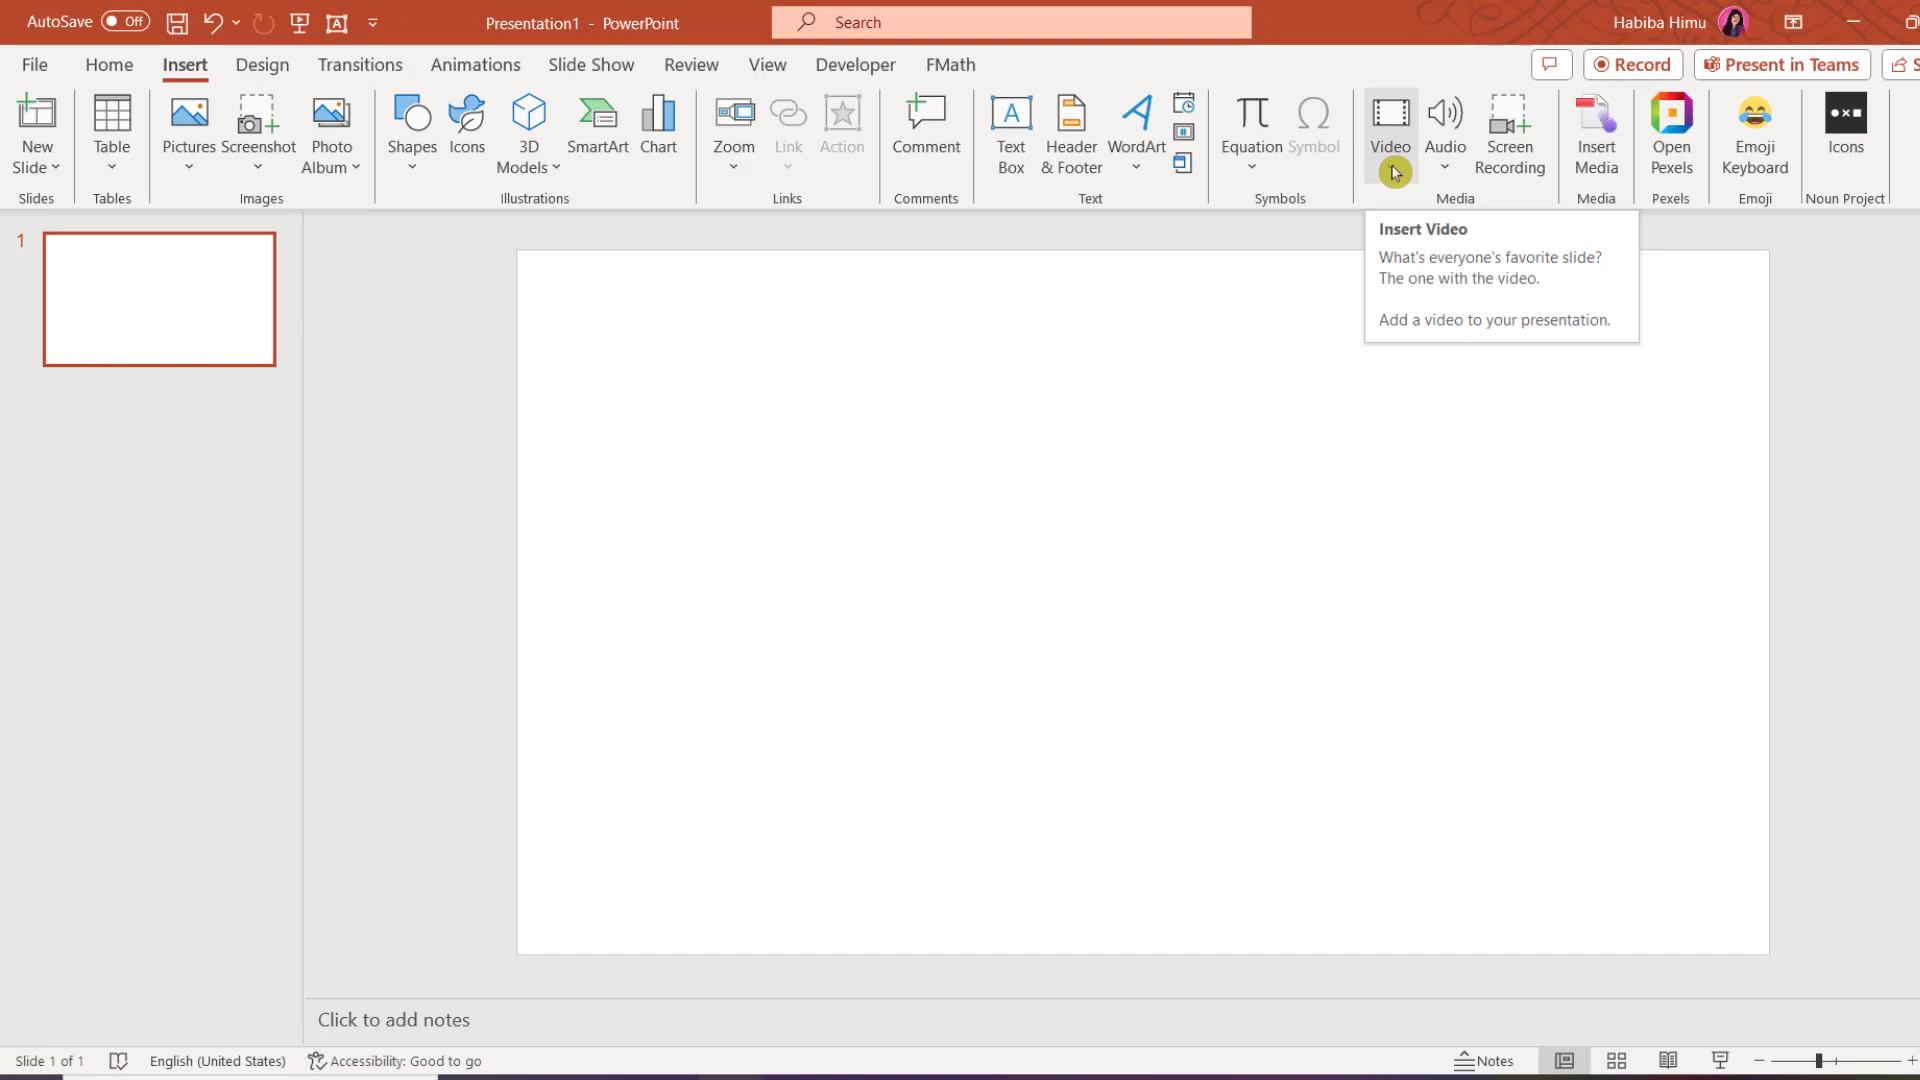 AutoSave Off Presentation1 - PowerPoint Search Habiba Himu
File Home Insert Design Transitions Animations Slide Show Review View Developer FMath Record Present in Teams S
New Slide
Table
Pictures
Screenshot
Photo Album
Shapes
Icons
3D Models
SmartArt
Chart
Zoom
Link
Action
Comment
Text Box
Header & Footer
WordArt
Equation
Symbol
Video
Audio
Screen Recording
Insert Media
Open Pexels
Emoji Keyboard
Icons
Slides Tables Images Illustrations Links Comments Text Symbols Media Media Pexels Emoji Noun Project
1
Insert Video
What's everyone's favorite slide?
The one with the video.
Add a video to your presentation.
Click to add notes
Slide 1 of 1 English (United States) Accessibility: Good to go Notes